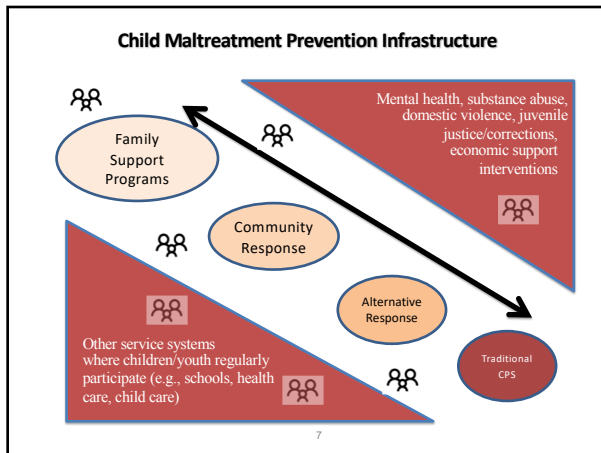 Child Maltreatment Prevention Infrastructure
Mental health, substance abuse,
domestic violence, juvenile
justice/corrections,
economic support
interventions
Family
Support
Programs
Community
Response
Alternative
Response
Traditional
CPS
Other service systems
where children/youth regularly
participate (e.g., schools, health
care, child care)
7